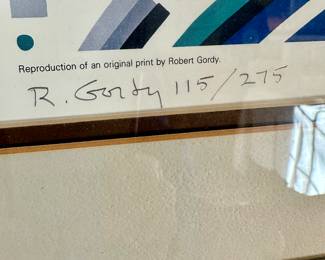 Reproduction of an original print by Robert Gordy.
R. Gordy 115/275